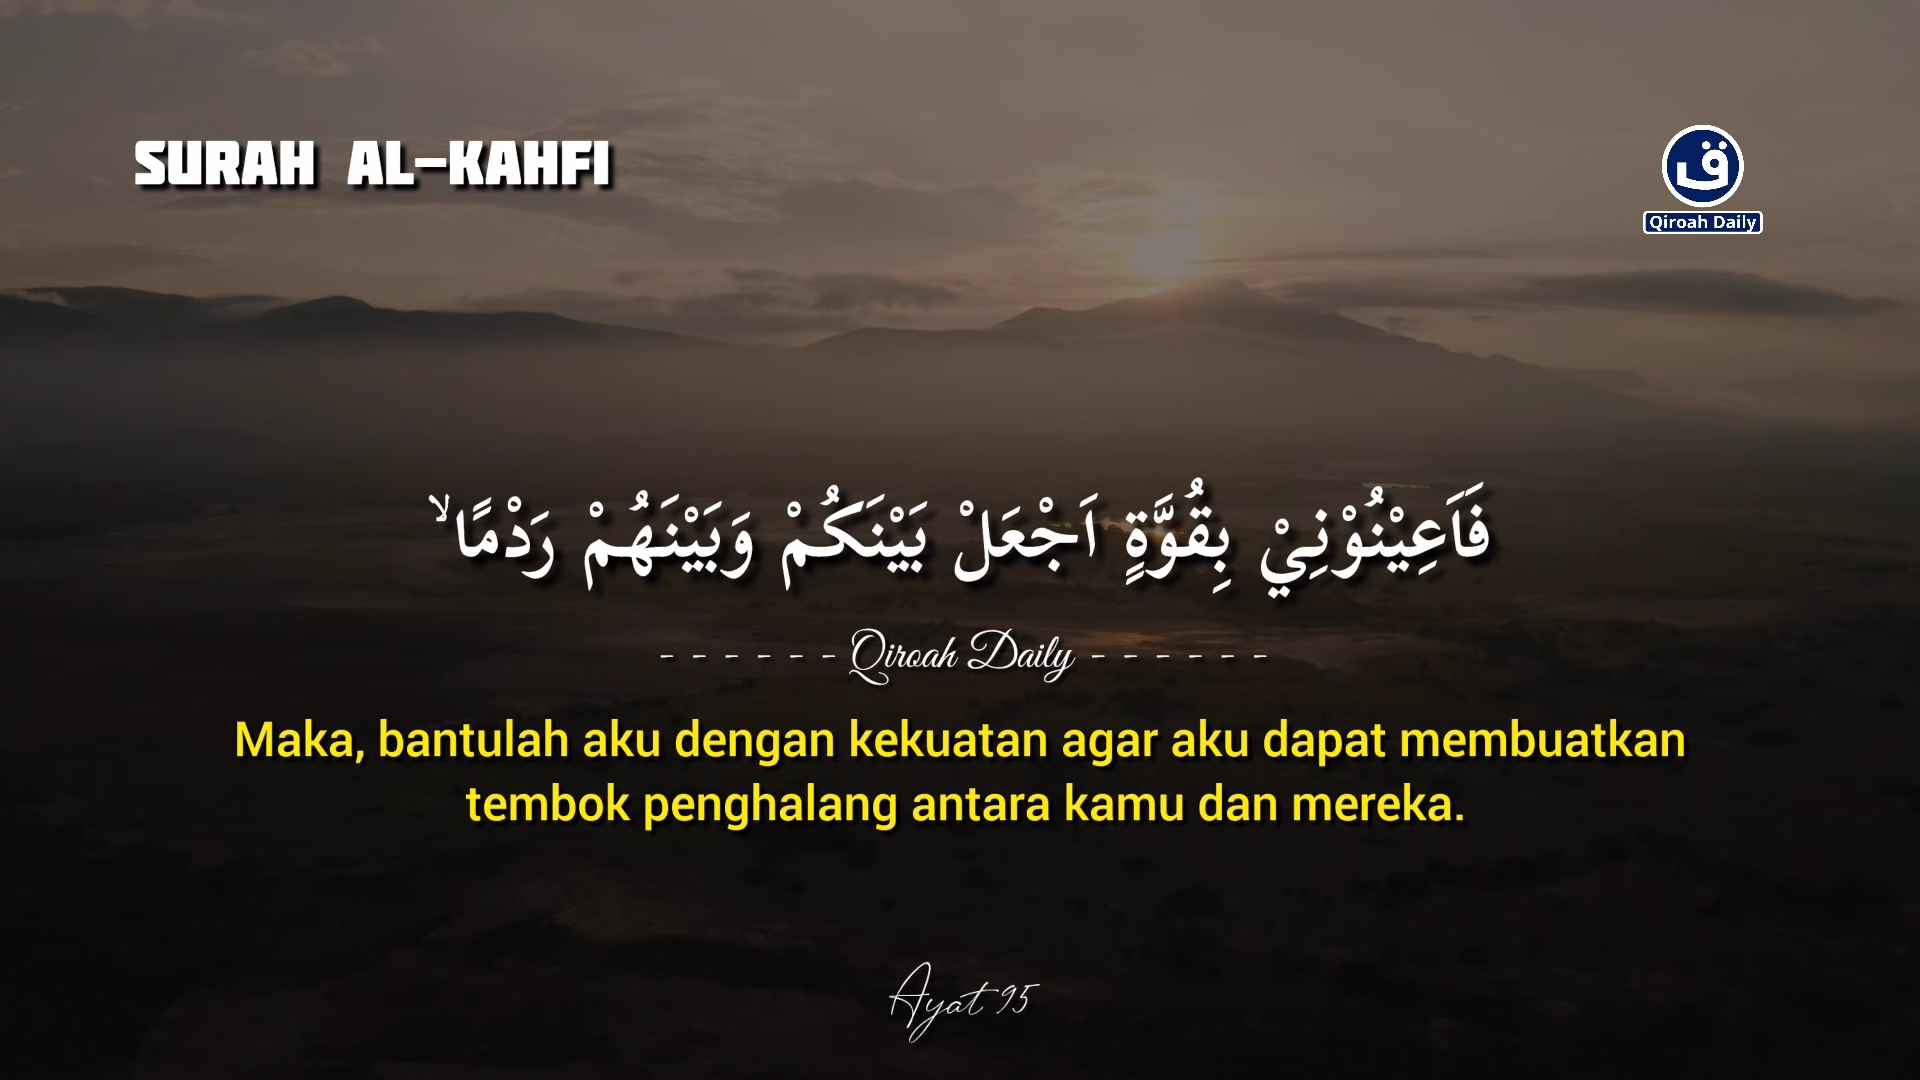 SURAH AL-KAHFI
ق
Qiroah Daily
فَاَعِيْنُوْنِيْ بِقُوَّةٍ اَجْعَلْ بَيْنَكُمْ وَبَيْنَهُمْ رَدْمًا ۙ
- - - - - - Qiroah Daily - - - - - -
Maka, bantulah aku dengan kekuatan agar aku dapat membuatkan
tembok penghalang antara kamu dan mereka.
Ayat 95